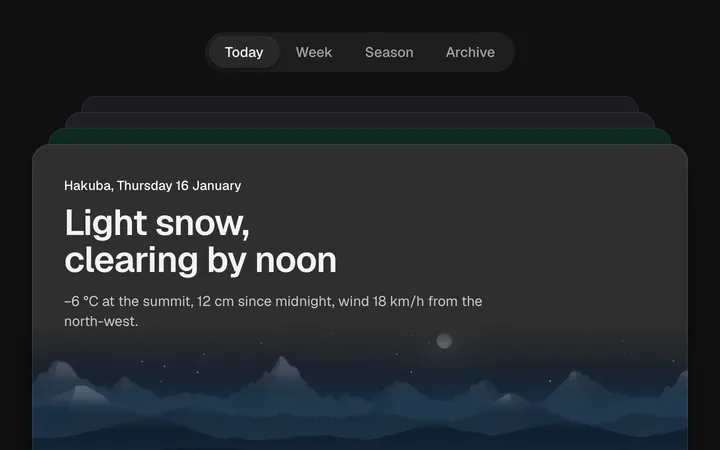 Today Week Season Archive
Hakuba, Thursday 16 January
Light snow,
clearing by noon
−6 °C at the summit, 12 cm since midnight, wind 18 km/h from the
north-west.